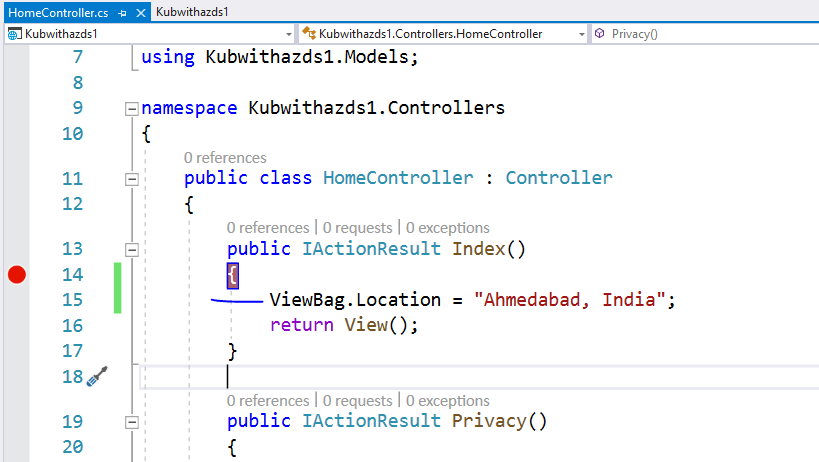 HomeController.cs Kubwithazds1
Kubwithazds1 Kubwithazds1.Controllers.HomeController Privacy()
7 using Kubwithazds1.Models;
8
9 namespace Kubwithazds1.Controllers
10 {
0 references
11 public class HomeController : Controller
12 {
0 references | 0 requests | 0 exceptions
13 public IActionResult Index()
14 {
15 ViewBag.Location = "Ahmedabad, India";
16 return View();
17 }
18
0 references | 0 requests | 0 exceptions
19 public IActionResult Privacy()
20 {